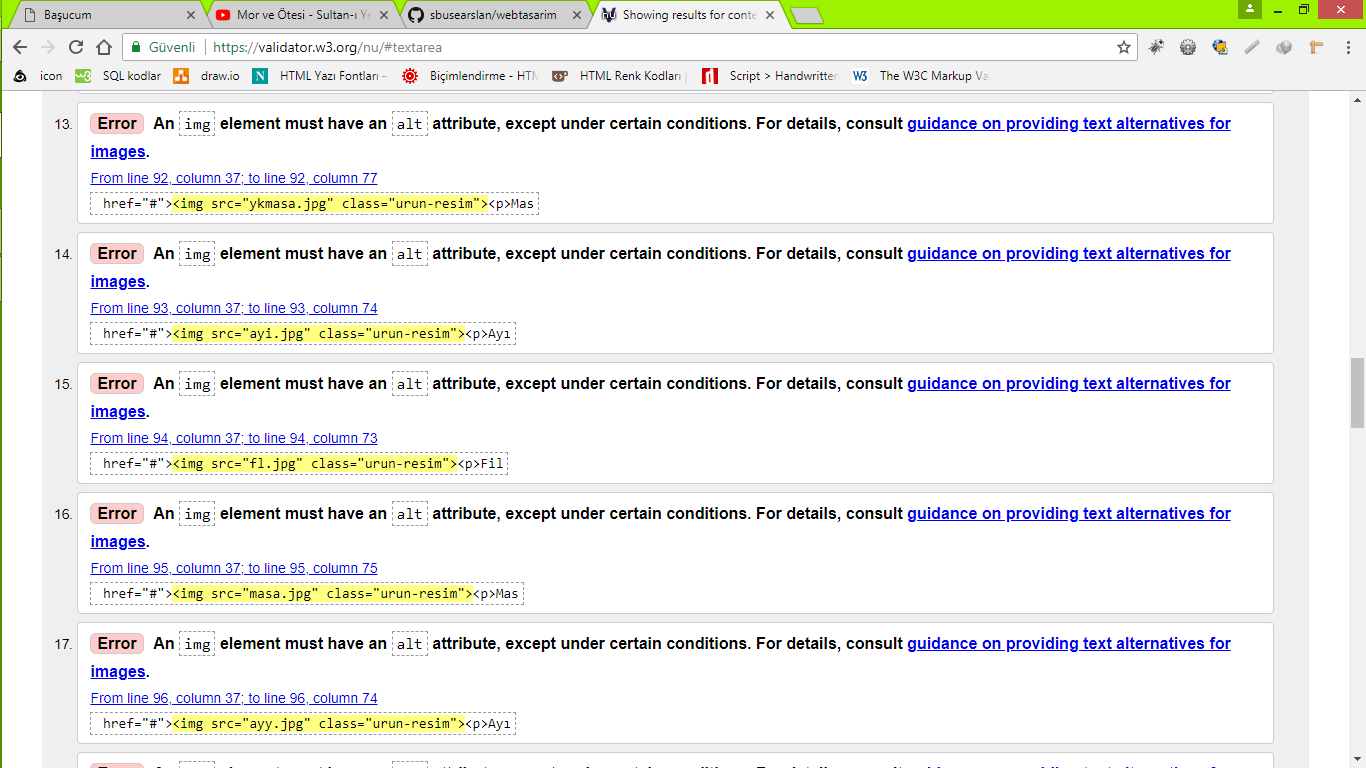 Başucum
Mor ve Ötesi - Sultan-ı Ye
sbusearslan/webtasarim
Showing results for conte
Güvenli
https://validator.w3.org/nu/#textarea
icon
SQL kodlar
draw.io
HTML Yazı Fontları –
Biçimlendirme - HTM
HTML Renk Kodları |
Script > Handwritten
The W3C Markup Va
13. Error An img element must have an alt attribute, except under certain conditions. For details, consult guidance on providing text alternatives for
images.
From line 92, column 37; to line 92, column 77
href="#"><img src="ykmasa.jpg" class="urun-resim"><p>Mas
14. Error An img element must have an alt attribute, except under certain conditions. For details, consult guidance on providing text alternatives for
images.
From line 93, column 37; to line 93, column 74
href="#"><img src="ayi.jpg" class="urun-resim"><p>Ayı
15. Error An img element must have an alt attribute, except under certain conditions. For details, consult guidance on providing text alternatives for
images.
From line 94, column 37; to line 94, column 73
href="#"><img src="fl.jpg" class="urun-resim"><p>Fil
16. Error An img element must have an alt attribute, except under certain conditions. For details, consult guidance on providing text alternatives for
images.
From line 95, column 37; to line 95, column 75
href="#"><img src="masa.jpg" class="urun-resim"><p>Mas
17. Error An img element must have an alt attribute, except under certain conditions. For details, consult guidance on providing text alternatives for
images.
From line 96, column 37; to line 96, column 74
href="#"><img src="ayy.jpg" class="urun-resim"><p>Ayı